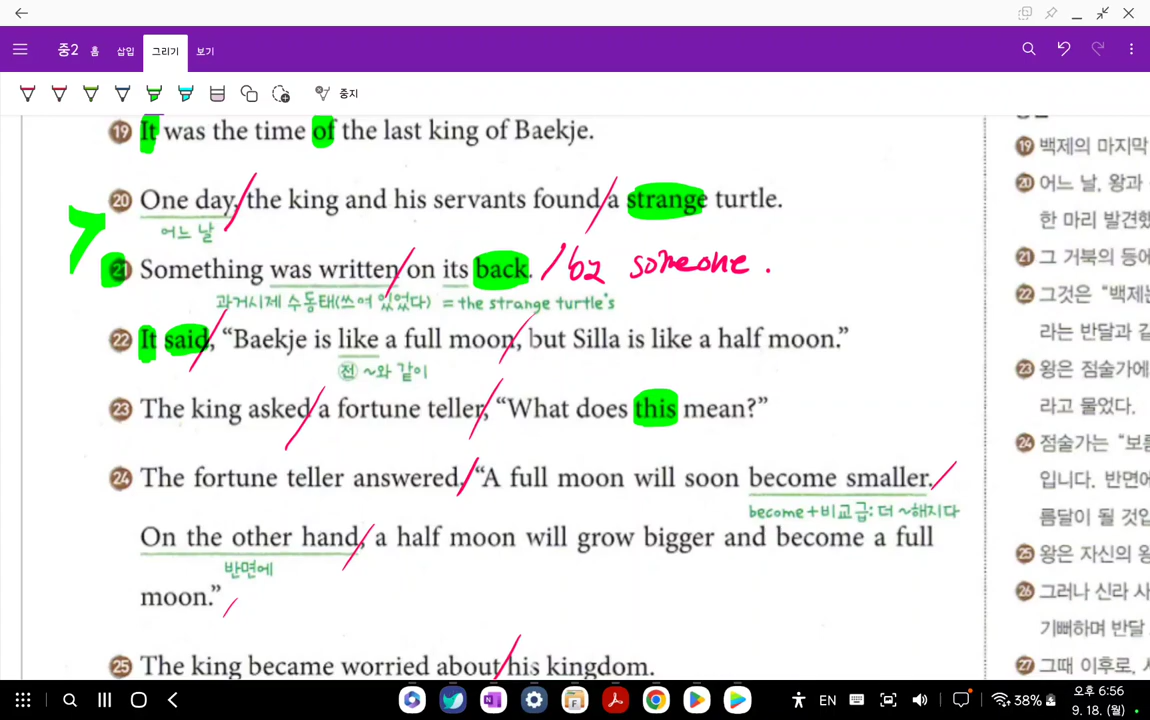 중2 홈 삽입 그리기 보기
중지
19 It was the time of the last king of Baekje.
19 백제의 마지막
20 One day, the king and his servants found a strange turtle.
20 어느 날, 왕과
어느 날
한 마리 발견했
21 Something was written on its back. / by someone.
21 그 거북의 등에
과거시제 수동태(쓰여 있었다) = the strange turtle's
22 It said, “Baekje is like a full moon, but Silla is like a half moon.”
22 그것은 “백제는
라는 반달과 같
전 ~와 같이
23 The king asked a fortune teller, “What does this mean?”
23 왕은 점술가에
라고 물었다.
24 The fortune teller answered, “A full moon will soon become smaller.
24 점술가는 “보름
입니다. 반면에
become+비교급: 더 ~해지다
름달이 될 것입
On the other hand, a half moon will grow bigger and become a full
25 왕은 자신의 왕
반면에
26 그러나 신라 사
moon.”
기뻐하며 반달
25 The king became worried about his kingdom.
27 그때 이후로, 사
EN 38% 오후 6:56
9. 18. (월)